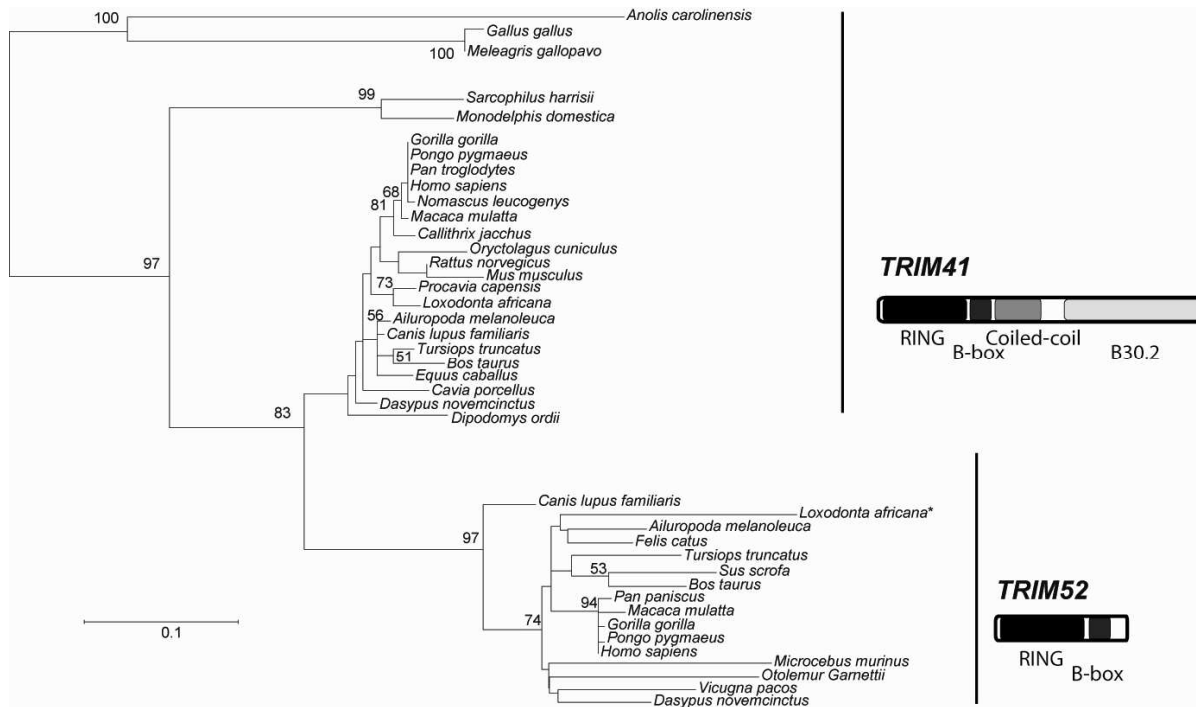 100
Anolis carolinensis
Gallus gallus
100
Meleagris gallopavo
99
Sarcophilus harrisii
Monodelphis domestica
97
Gorilla gorilla
Pongo pygmaeus
Pan troglodytes
Homo sapiens
68
Nomascus leucogenys
81
Macaca mulatta
Callithrix jacchus
Oryctolagus cuniculus
Rattus norvegicus
Mus musculus
73
Procavia capensis
Loxodonta africana
56
Ailuropoda melanoleuca
Canis lupus familiaris
Tursiops truncatus
51
Bos taurus
Equus caballus
Cavia porcellus
Dasypus novemcinctus
Dipodomys ordii
83
TRIM41
RING
B-box
Coiled-coil
B30.2
97
Canis lupus familiaris
Loxodonta africana*
Ailuropoda melanoleuca
Felis catus
Tursiops truncatus
53
Sus scrofa
Bos taurus
94
Pan paniscus
Macaca mulatta
74
Gorilla gorilla
Pongo pygmaeus
Homo sapiens
Microcebus murinus
Otolemur Garnettii
Vicugna pacos
Dasypus novemcinctus
TRIM52
RING
B-box
0.1